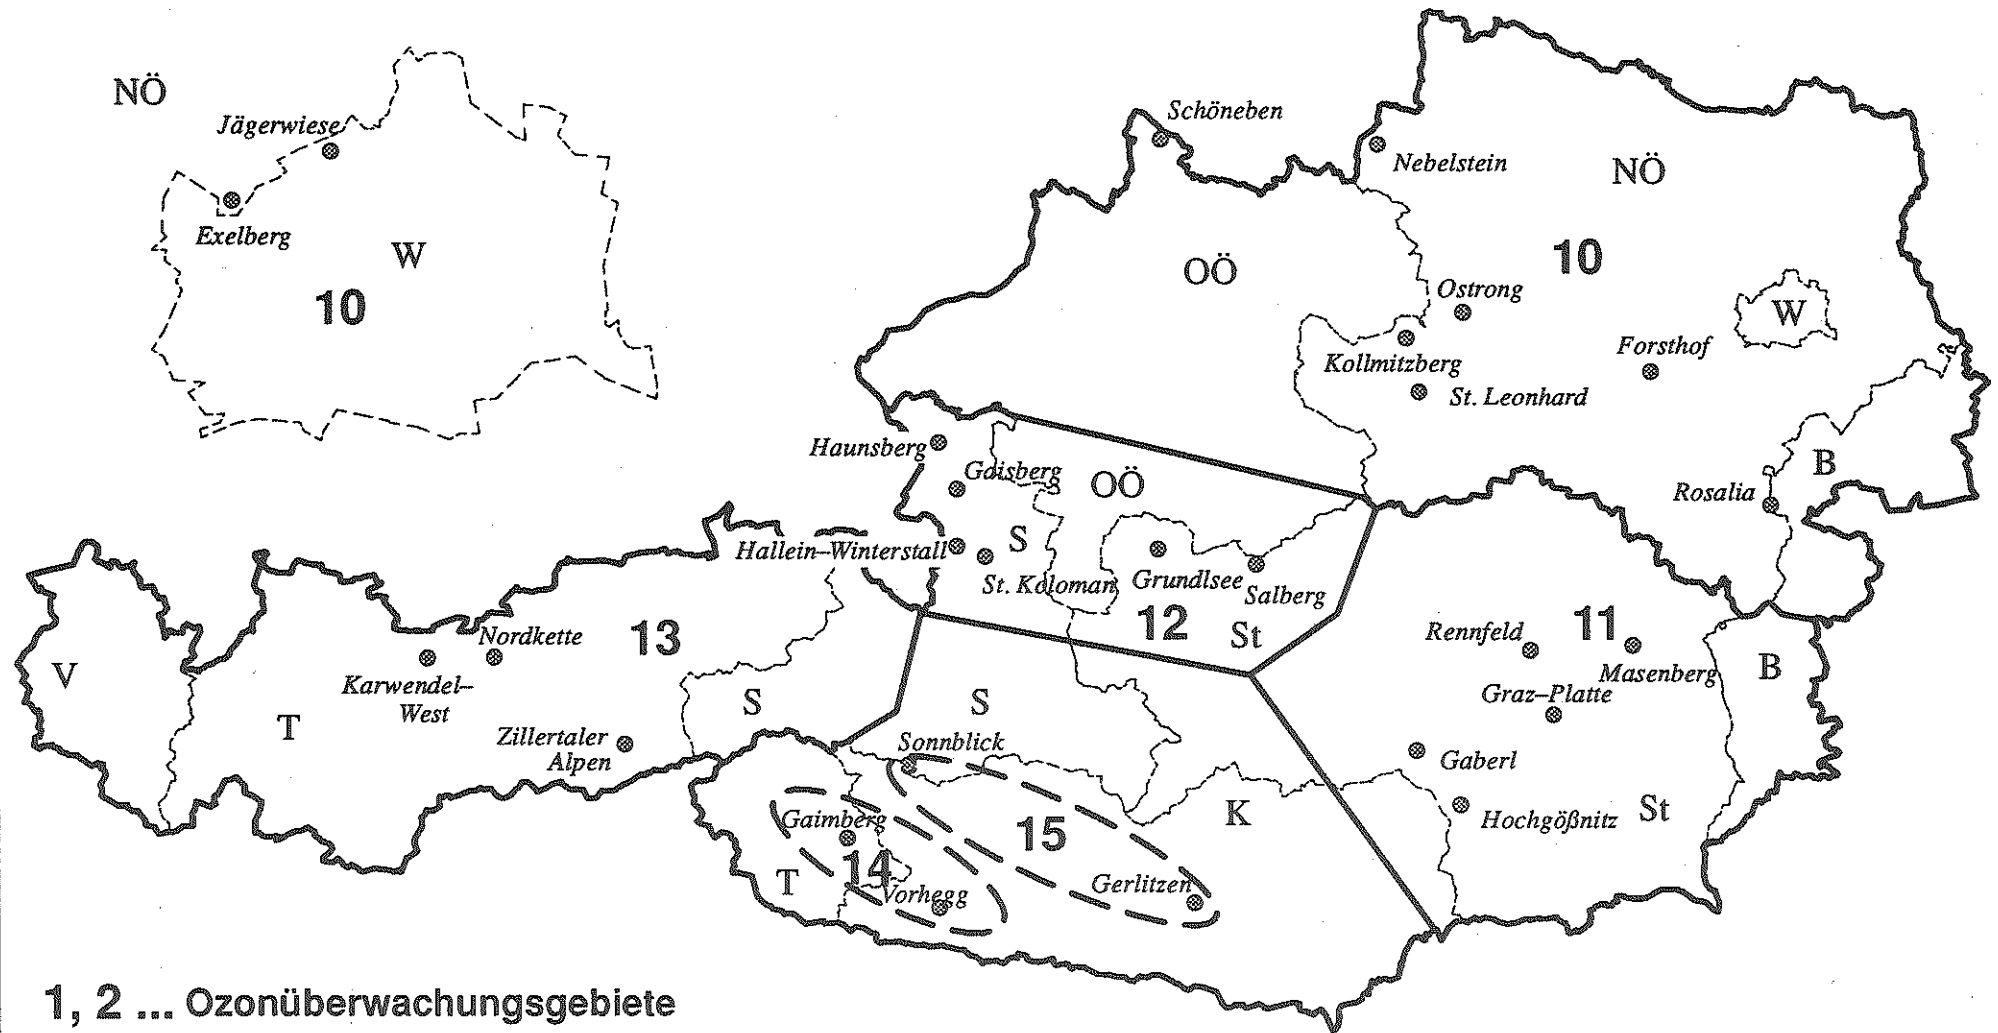 NÖ
Jägerwiese
Exelberg
W
10
Schöneben
Nebelstein
NÖ
OÖ
10
Ostrong
W
Kollmitzberg
Forsthof
St. Leonhard
Haunsberg
Gaisberg
OÖ
B
Rosalia
Hallein–Winterstall
S
St. Koloman
Grundlsee
Salberg
12
St
Nordkette
13
Karwendel–
West
V
T
S
S
Zillertaler
Alpen
Rennfeld
11
Masenberg
B
Graz–Platte
Gaberl
Hochgößnitz
St
Sonnblick
Gaimberg
15
K
14
T
Vorhegg
Gerlitzen
1, 2 ... Ozonüberwachungsgebiete